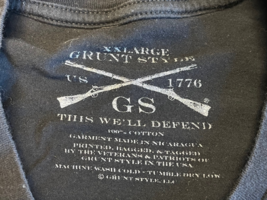 XXLARGE
GRUNT STYLE
US 1776
GS
®
THIS WE'LL DEFEND
100% COTTON
GARMENT MADE IN NICARAGUA
PRINTED, BAGGED, & TAGGED
BY THE VETERANS & PATRIOTS OF
GRUNT STYLE IN THE USA.
MACHINE WASH COLD - TUMBLE DRY LOW
© GRUNT STYLE, LLC